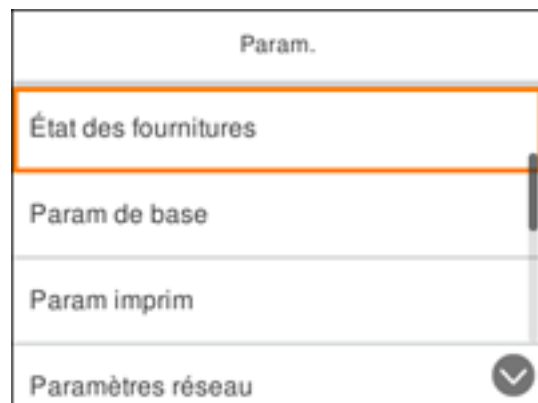 Param.
État des fournitures
Param de base
Param imprim
Paramètres réseau